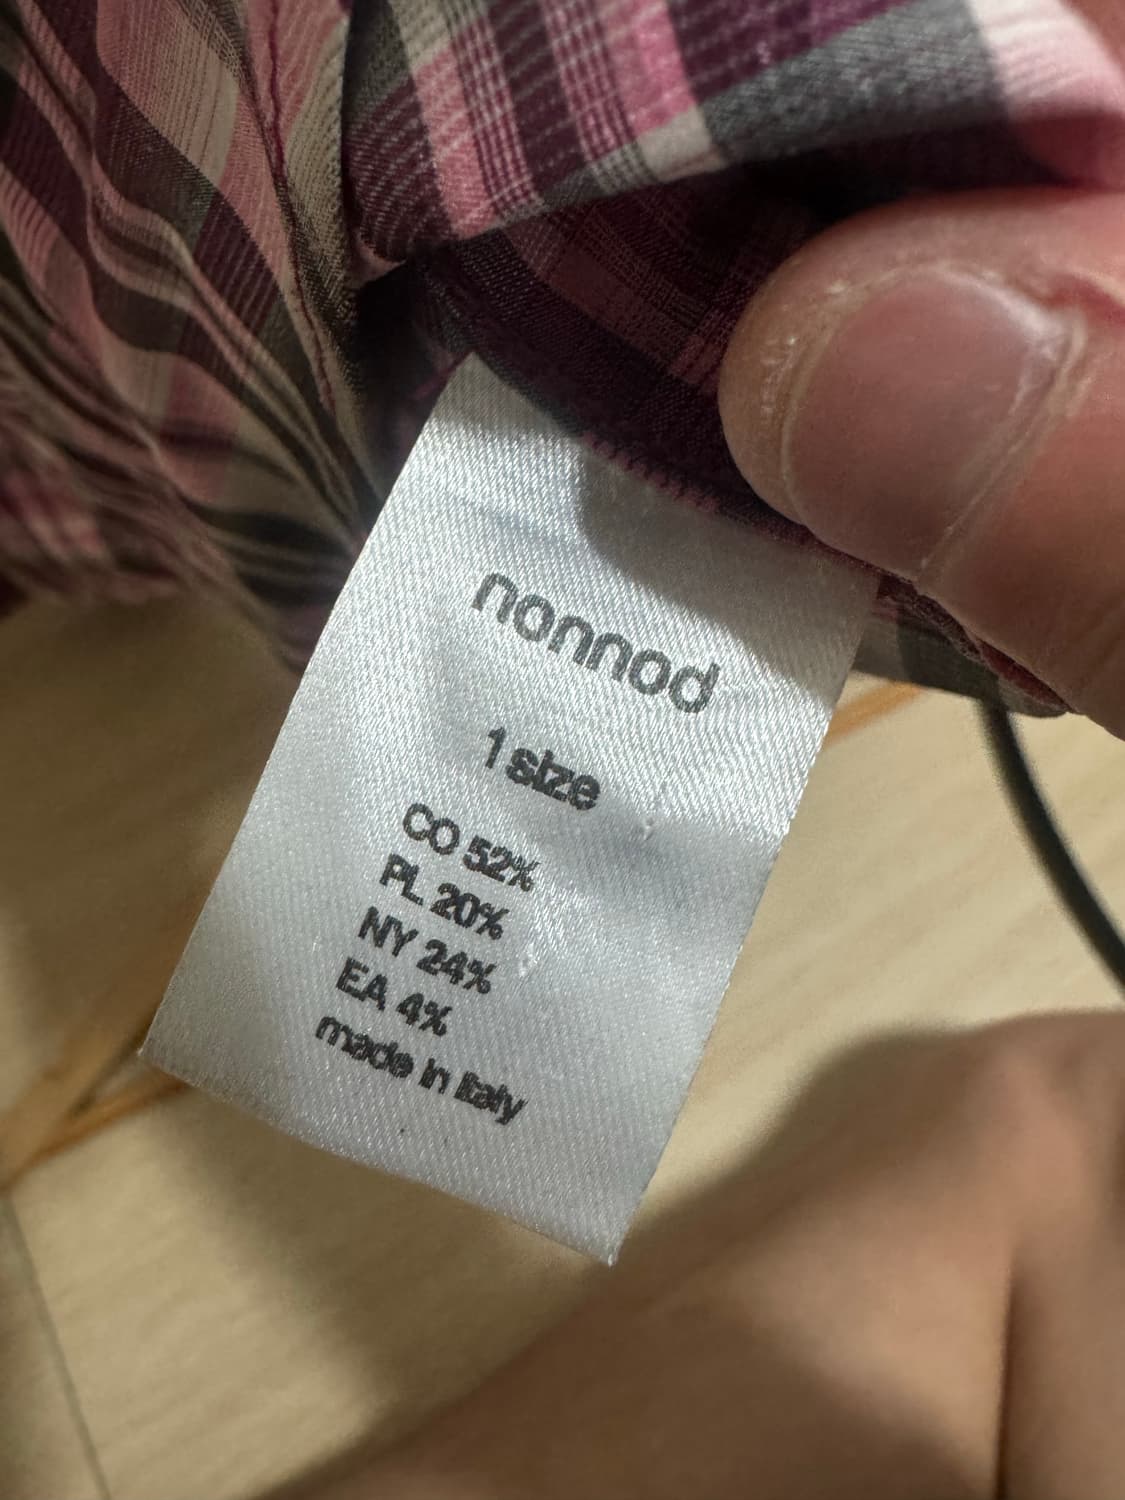 nonnod
1 size
CO 52%
PL 20%
NY 24%
EA 4%
made in Italy